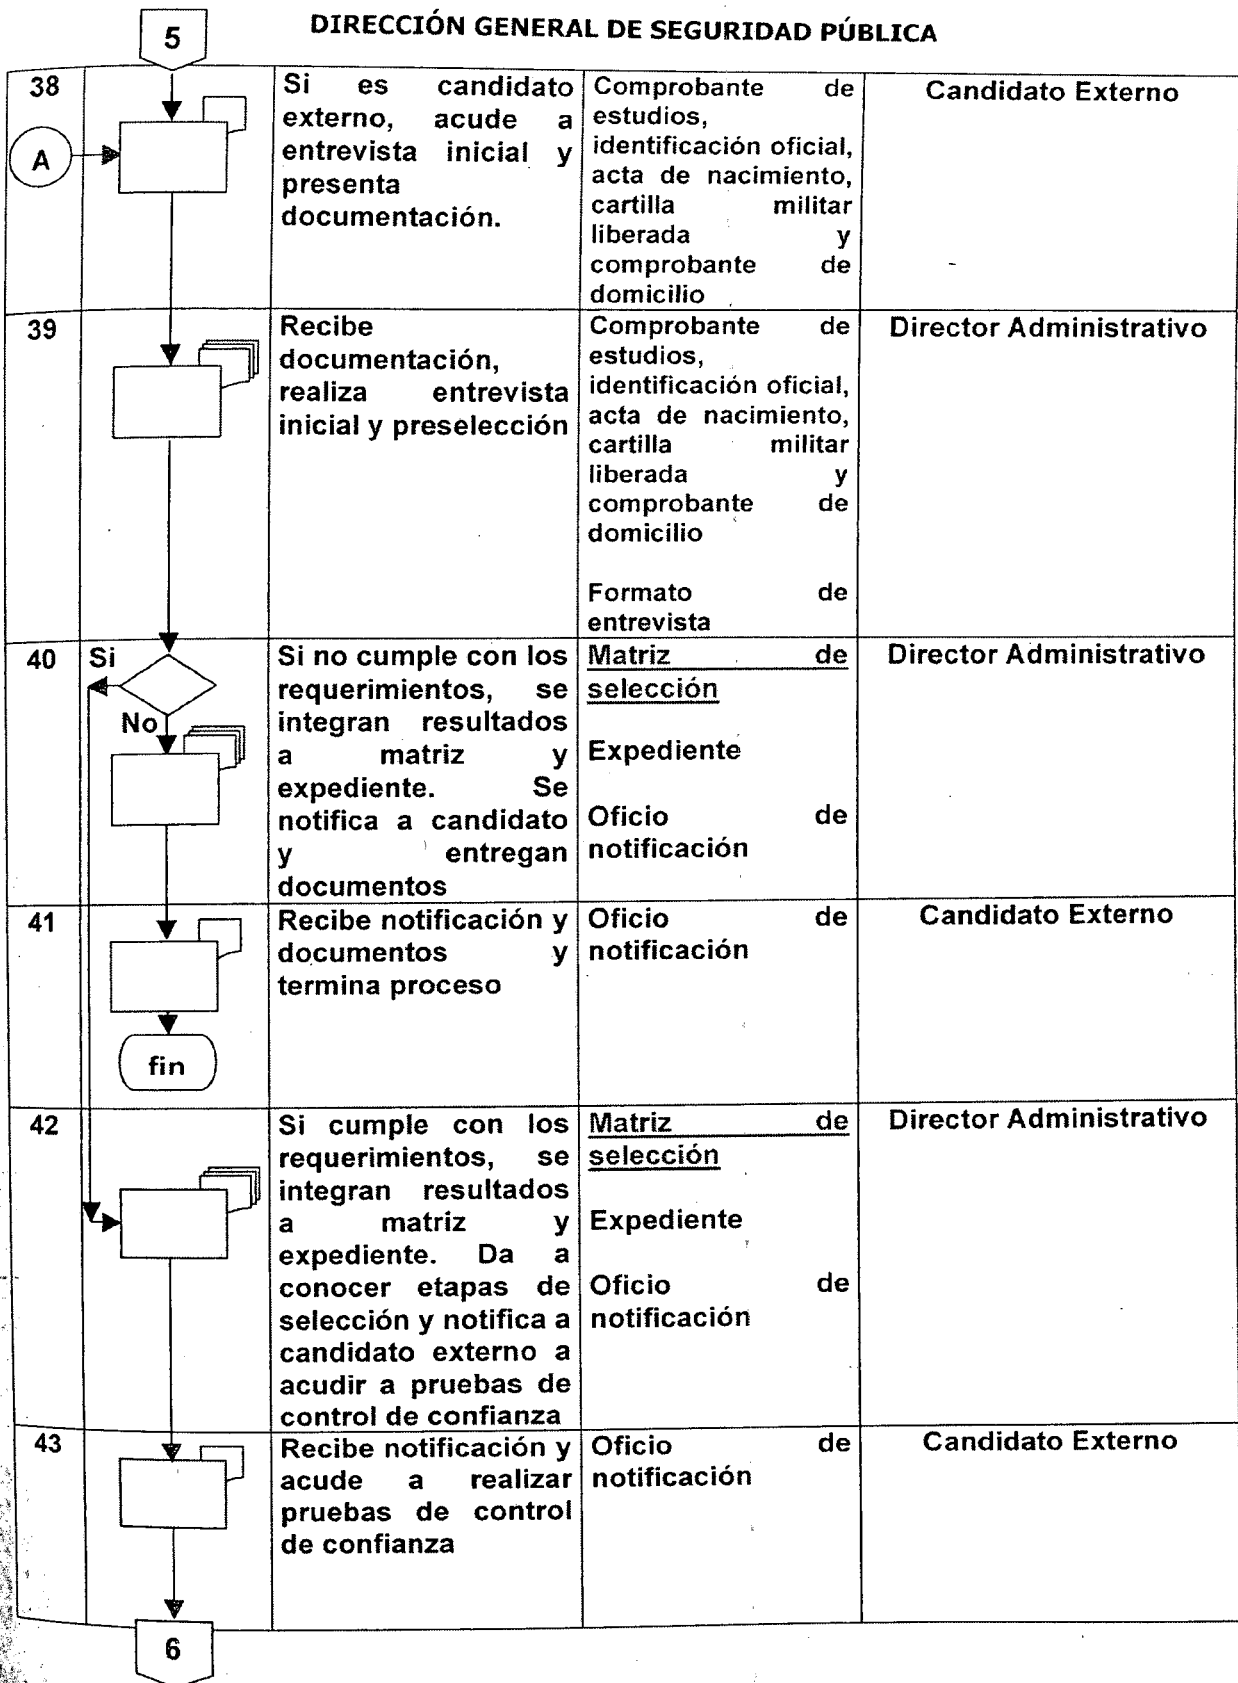 5
DIRECCIÓN GENERAL DE SEGURIDAD PÚBLICA
38
A
Si es candidato
externo, acude a
entrevista inicial y
presenta
documentación.
Comprobante de
estudios,
identificación oficial,
acta de nacimiento,
cartilla militar
liberada y
comprobante de
domicilio
Candidato Externo
39
Recibe
documentación,
realiza entrevista
inicial y preselección
Comprobante de
estudios,
identificación oficial,
acta de nacimiento,
cartilla militar
liberada y
comprobante de
domicilio
Formato de
entrevista
Director Administrativo
40
Si
No
Si no cumple con los
requerimientos, se
integran resultados
a matriz y
expediente. Se
notifica a candidato
y entregan
documentos
Matriz de
selección
Expediente
Oficio de
notificación
Director Administrativo
41
fin
Recibe notificación y
documentos y
termina proceso
Oficio de
notificación
Candidato Externo
42
Si cumple con los
requerimientos, se
integran resultados
a matriz y
expediente. Da a
conocer etapas de
selección y notifica a
candidato externo a
acudir a pruebas de
control de confianza
Matriz de
selección
Expediente
Oficio de
notificación
Director Administrativo
43
Recibe notificación y
acude a realizar
pruebas de control
de confianza
Oficio de
notificación
Candidato Externo
6